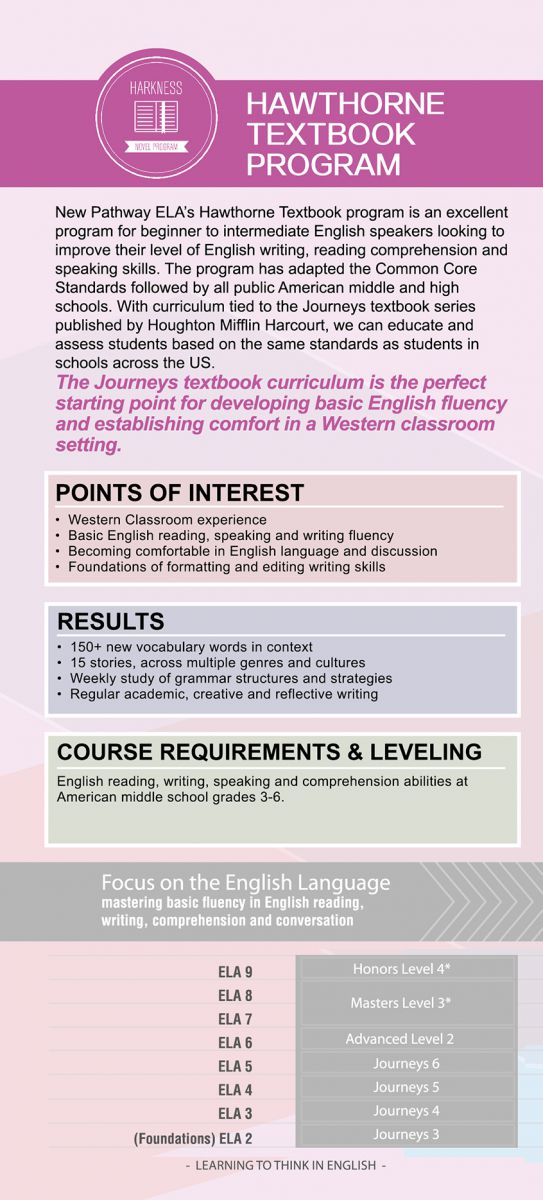 HARKNESS
NOVEL PROGRAM
HAWTHORNE
TEXTBOOK
PROGRAM
New Pathway ELA's Hawthorne Textbook program is an excellent
program for beginner to intermediate English speakers looking to
improve their level of English writing, reading comprehension and
speaking skills. The program has adapted the Common Core
Standards followed by all public American middle and high
schools. With curriculum tied to the Journeys textbook series
published by Houghton Mifflin Harcourt, we can educate and
assess students based on the same standards as students in
schools across the US.
The Journeys textbook curriculum is the perfect
starting point for developing basic English fluency
and establishing comfort in a Western classroom
setting.
POINTS OF INTEREST
• Western Classroom experience
• Basic English reading, speaking and writing fluency
• Becoming comfortable in English language and discussion
• Foundations of formatting and editing writing skills
RESULTS
• 150+ new vocabulary words in context
• 15 stories, across multiple genres and cultures
• Weekly study of grammar structures and strategies
• Regular academic, creative and reflective writing
COURSE REQUIREMENTS & LEVELING
English reading, writing, speaking and comprehension abilities at
American middle school grades 3-6.
Focus on the English Language
mastering basic fluency in English reading,
writing, comprehension and conversation
ELA 9 Honors Level 4*
ELA 8
Masters Level 3*
ELA 7
ELA 6 Advanced Level 2
ELA 5 Journeys 6
ELA 4 Journeys 5
ELA 3 Journeys 4
(Foundations) ELA 2 Journeys 3
- LEARNING TO THINK IN ENGLISH -